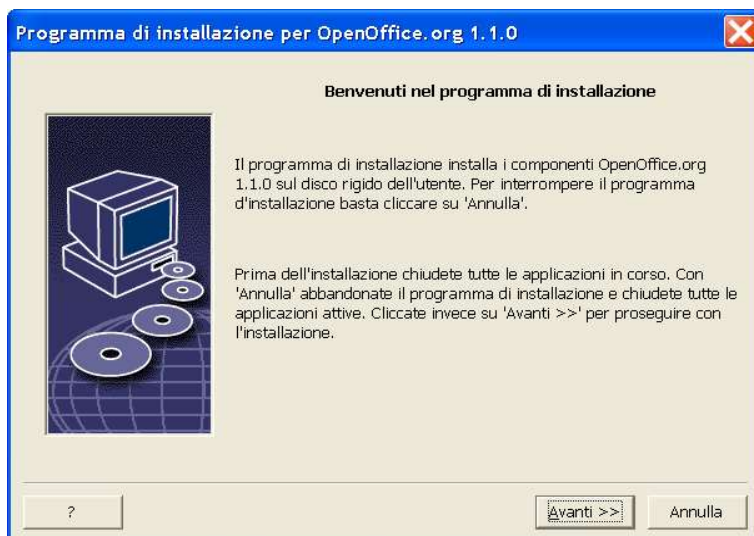 Programma di installazione per OpenOffice.org 1.1.0
Benvenuti nel programma di installazione
Il programma di installazione installa i componenti OpenOffice.org
1.1.0 sul disco rigido dell'utente. Per interrompere il programma
d'installazione basta cliccare su 'Annulla'.
Prima dell'installazione chiudete tutte le applicazioni in corso. Con
'Annulla' abbandonate il programma di installazione e chiudete tutte le
applicazioni attive. Cliccate invece su 'Avanti >>' per proseguire con
l'installazione.
?
Avanti >>
Annulla